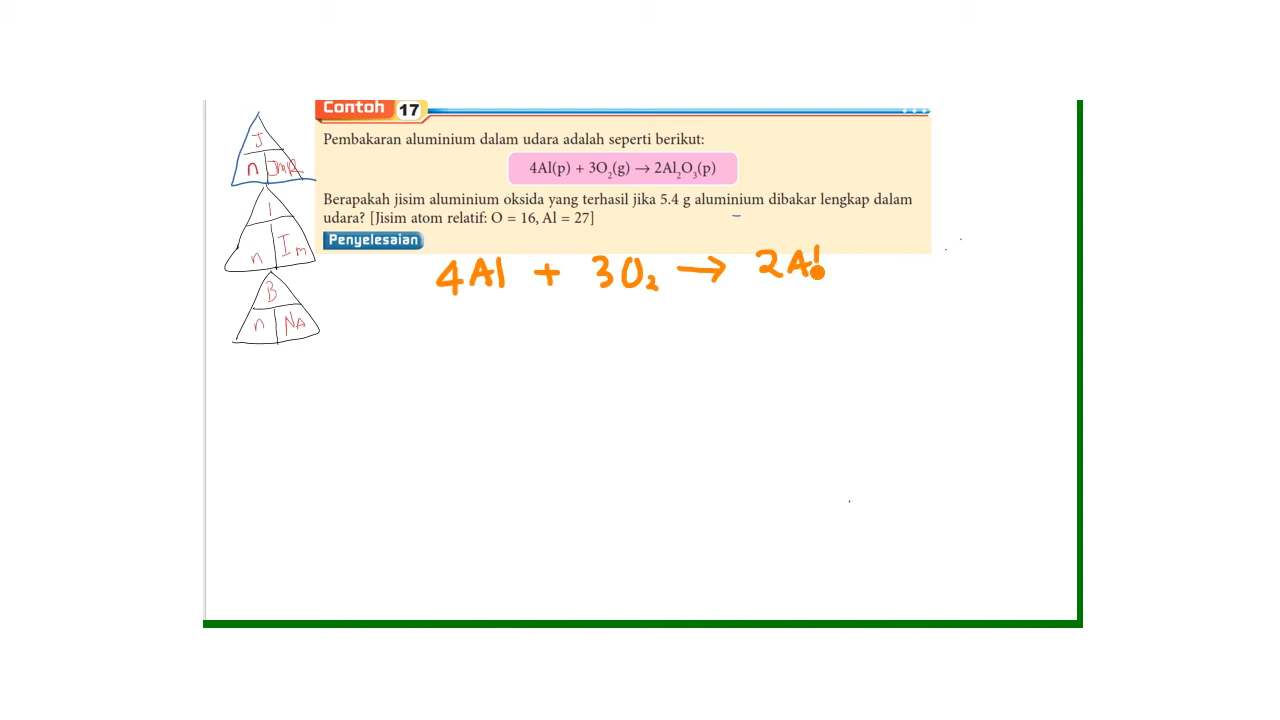 Contoh 17
Pembakaran aluminium dalam udara adalah seperti berikut:
4Al(p) + 3O₂(g) → 2Al₂O₃(p)
Berapakah jisim aluminium oksida yang terhasil jika 5.4 g aluminium dibakar lengkap dalam
udara? [Jisim atom relatif: O = 16, Al = 27]
Penyelesaian
4Al + 3O₂ → 2Al
J
n JMR
I
n Im
B
n NA